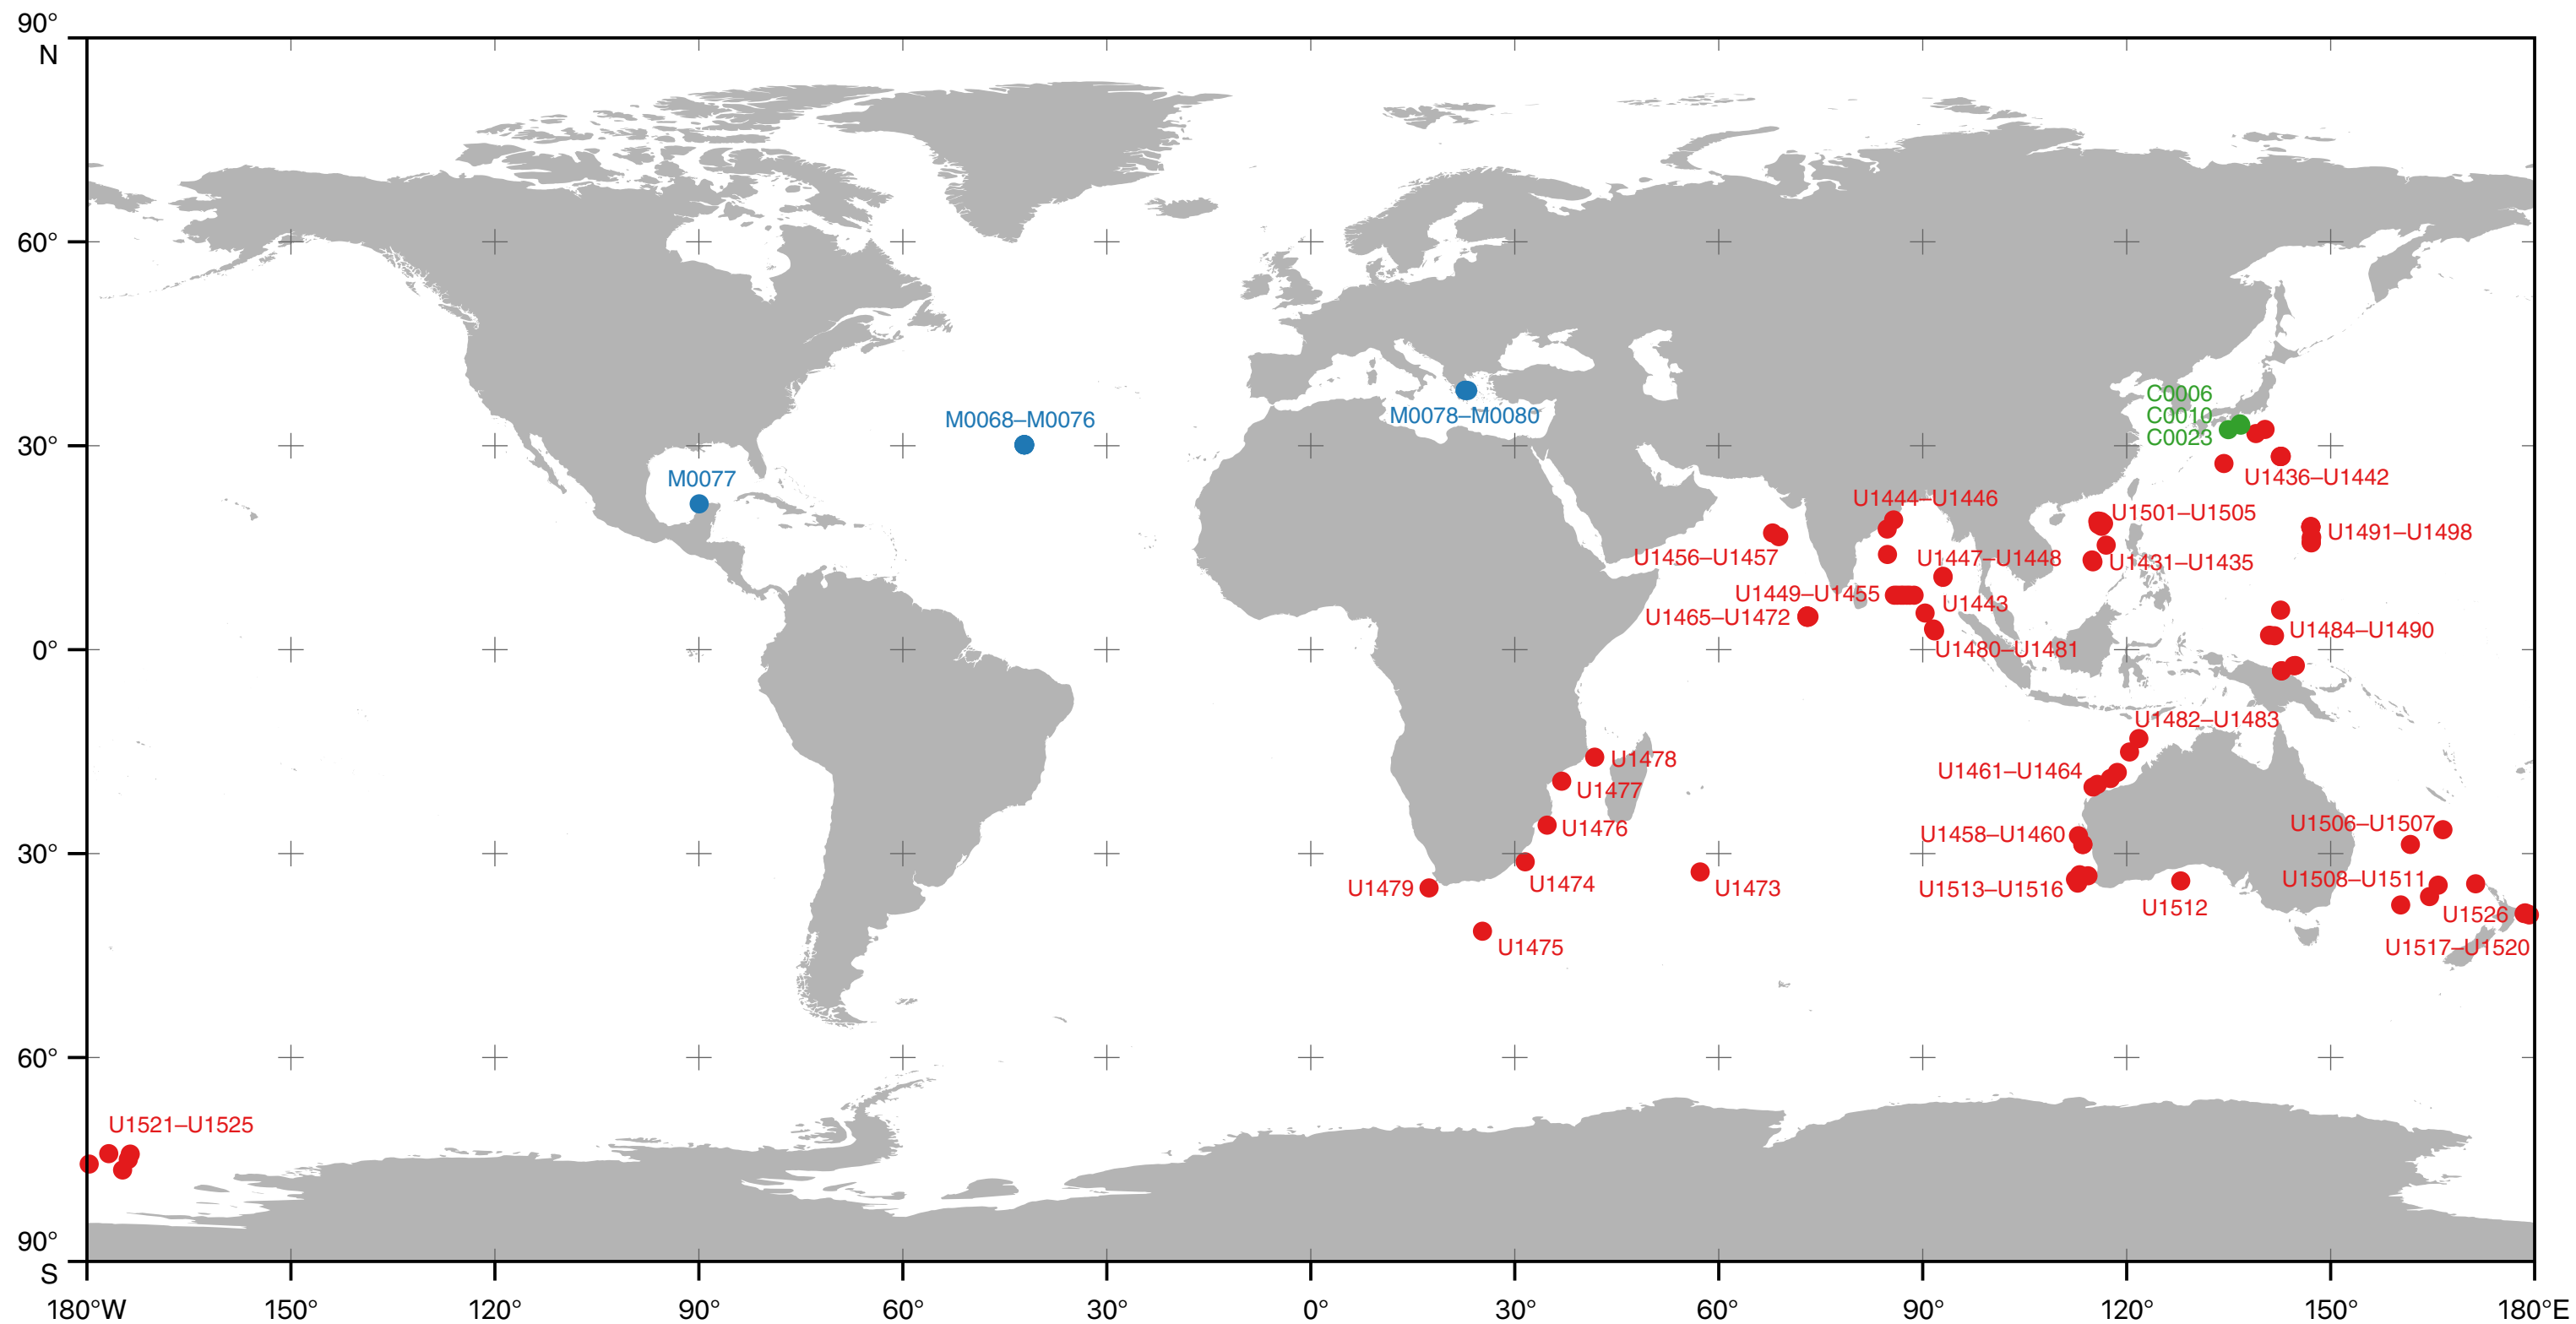 90°
N
60°
30°
0°
30°
60°
90°
S
180°W
150°
120°
90°
60°
30°
0°
30°
60°
90°
120°
150°
180°E
M0068–M0076
M0077
M0078–M0080
C0006
C0010
C0023
U1436–U1442
U1444–U1446
U1501–U1505
U1491–U1498
U1456–U1457
U1447–U1448
U1431–U1435
U1449–U1455
U1443
U1465–U1472
U1484–U1490
U1480–U1481
U1482–U1483
U1478
U1461–U1464
U1477
U1476
U1506–U1507
U1458–U1460
U1474
U1479
U1473
U1513–U1516
U1508–U1511
U1512
U1526
U1475
U1517–U1520
U1521–U1525